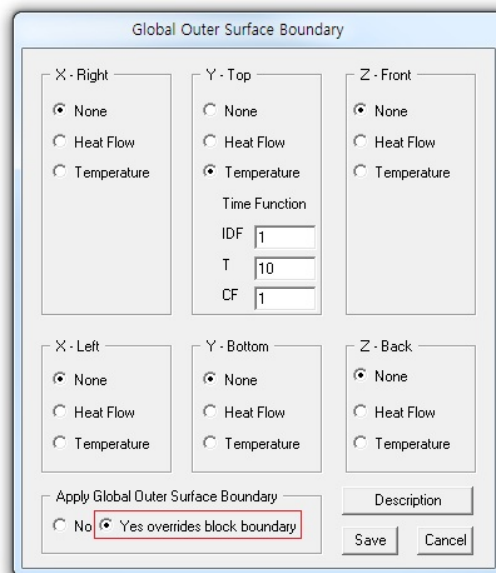 Global Outer Surface Boundary
X - Right
None
Heat Flow
Temperature
Y - Top
None
Heat Flow
Temperature
Time Function
IDF 1
T 10
CF 1
Z - Front
None
Heat Flow
Temperature
X - Left
None
Heat Flow
Temperature
Y - Bottom
None
Heat Flow
Temperature
Z - Back
None
Heat Flow
Temperature
Apply Global Outer Surface Boundary
No Yes overrides block boundary
Description
Save Cancel